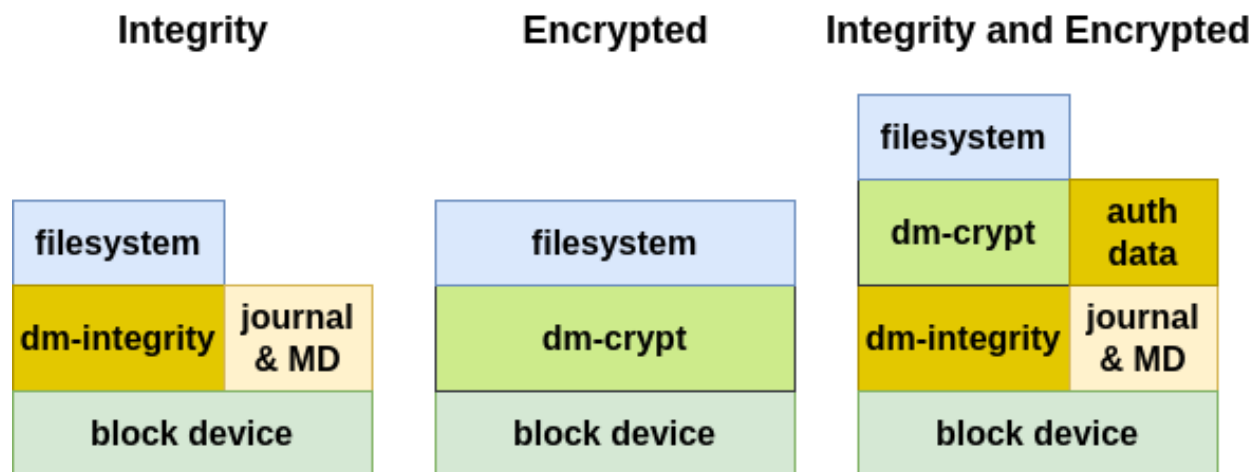 Integrity
filesystem
dm-integrity
journal
& MD
block device
Encrypted
filesystem
dm-crypt
block device
Integrity and Encrypted
filesystem
dm-crypt
auth
data
dm-integrity
journal
& MD
block device